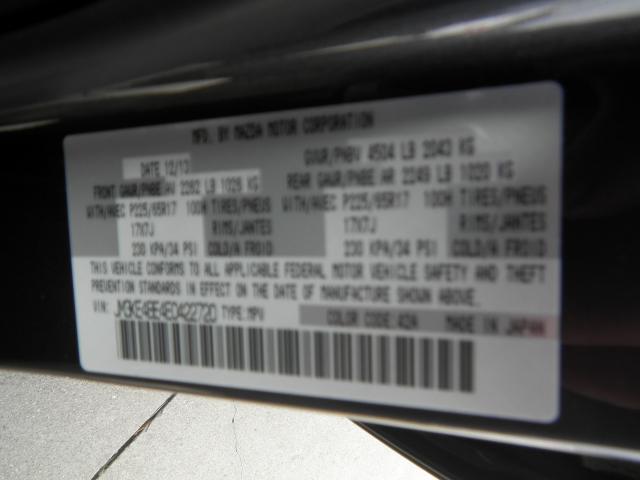 MFD. BY MAZDA MOTOR CORPORATION
DATE 12/13 GVWR/PNBV 4504 LB 2043 KG
FRONT GAWR/PNBE AV 2262 LB 1026 KG REAR GAWR/PNBE AR 2249 LB 1020 KG
WITH/AVEC P225/65R17 100H TIRES/PNEUS WITH/AVEC P225/65R17 100H TIRES/PNEUS
17X7J RIMS/JANTES 17X7J RIMS/JANTES
230 KPA/34 PSI COLD/A FROID 230 KPA/34 PSI COLD/A FROID
THIS VEHICLE CONFORMS TO ALL APPLICABLE FEDERAL MOTOR VEHICLE SAFETY AND THEFT
PREVENTION STANDARDS IN EFFECT ON THE DATE OF MANUFACTURE SHOWN ABOVE.
VIN: JM3KE4BE4E0422720 TYPE: MPV COLOR CODE: 42A MADE IN JAPAN